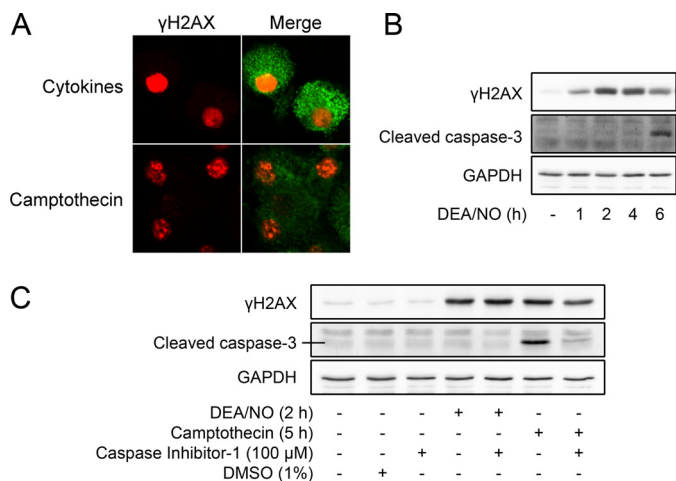 A
γH2AX Merge
Cytokines
Camptothecin
B
γH2AX
Cleaved caspase-3
GAPDH
DEA/NO (h) - 1 2 4 6
C
γH2AX
Cleaved caspase-3
GAPDH
DEA/NO (2 h) - - - + + - -
Camptothecin (5 h) - - - - - + +
Caspase Inhibitor-1 (100 μM) - - + - + - +
DMSO (1%) - + - - - - -